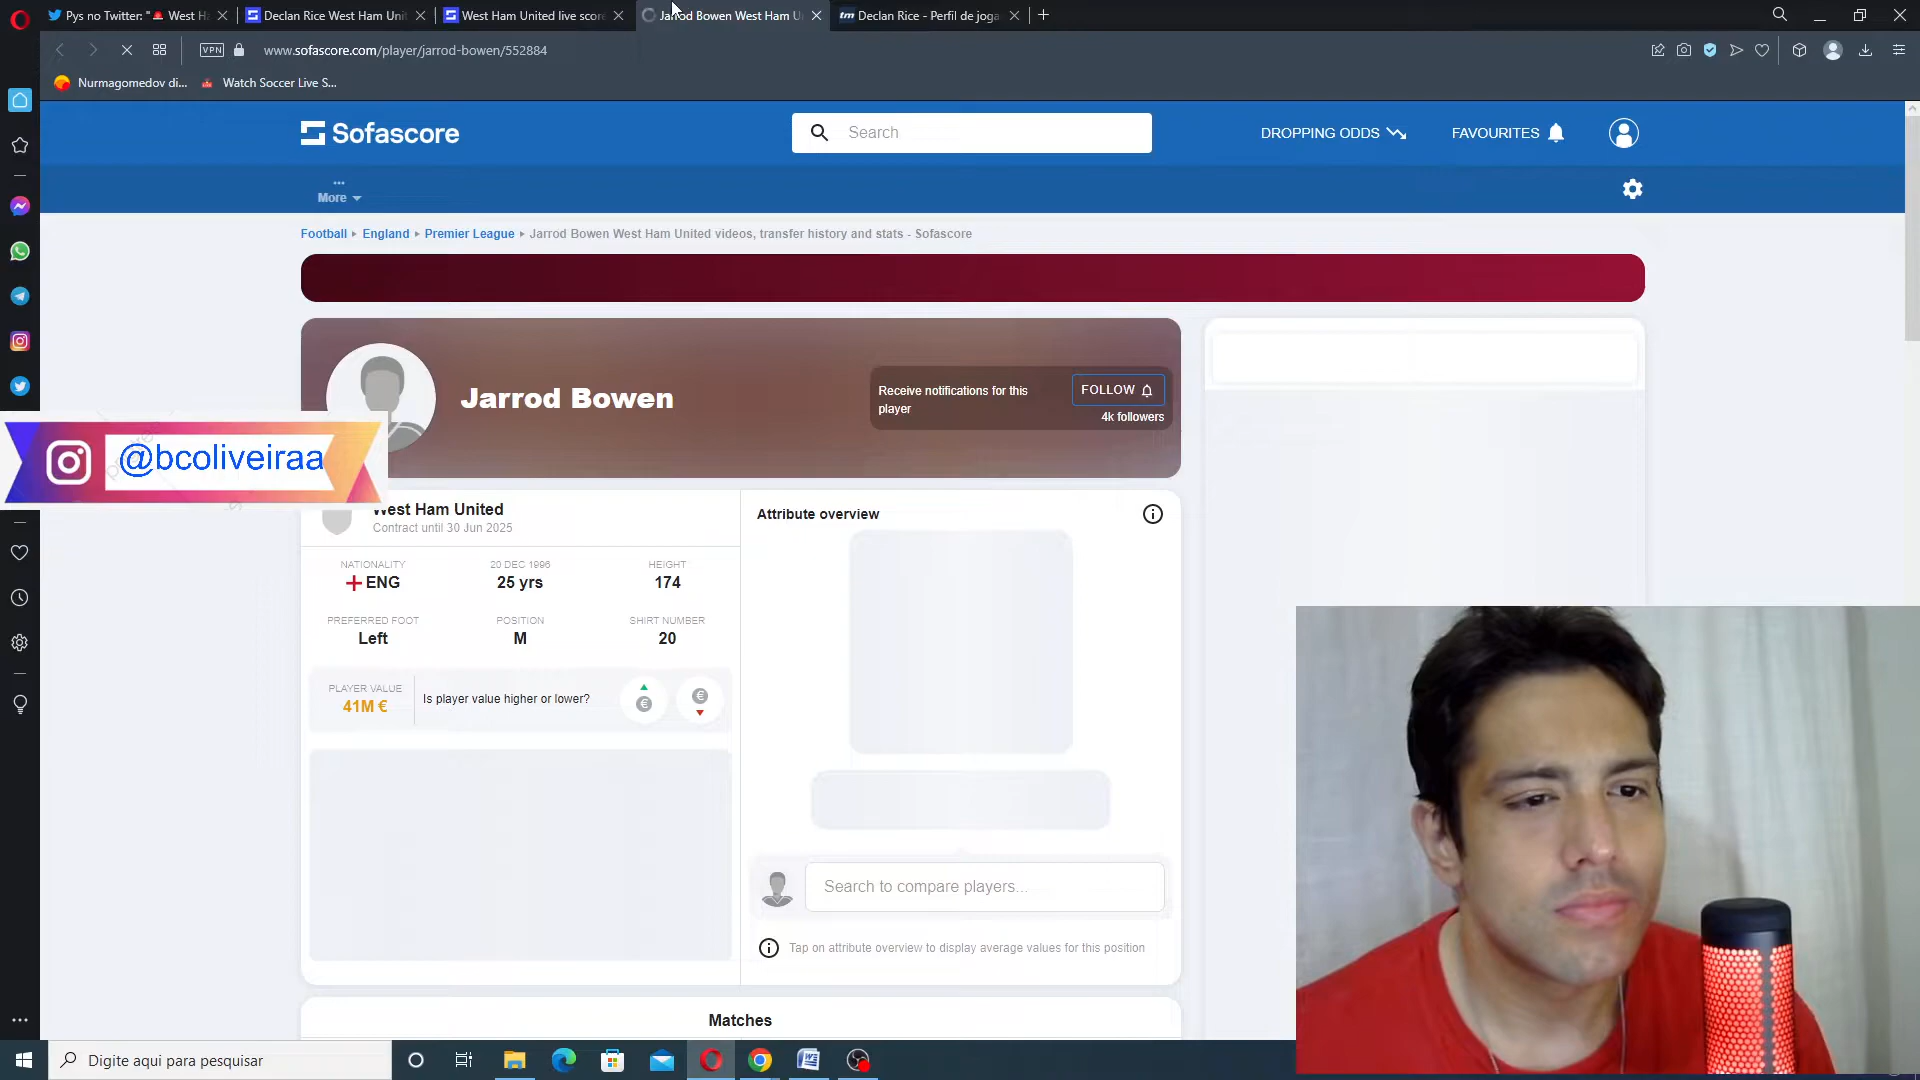 Pys no Twitter: "🚨 West H
Declan Rice West Ham Unit
West Ham United live score
Jarrod Bowen West Ham U
tm Declan Rice - Perfil de joga
VPN
www.sofascore.com/player/jarrod-bowen/552884
Nurmagomedov di...
Watch Soccer Live S...
Sofascore
Search
DROPPING ODDS
FAVOURITES
...
More
Football ▸ England ▸ Premier League ▸ Jarrod Bowen West Ham United videos, transfer history and stats - Sofascore
Jarrod Bowen
Receive notifications for this
player
FOLLOW
4k followers
@bcoliveiraa
West Ham United
Contract until 30 Jun 2025
NATIONALITY
ENG
20 DEC 1996
25 yrs
HEIGHT
174
PREFERRED FOOT
Left
POSITION
M
SHIRT NUMBER
20
PLAYER VALUE
41M €
Is player value higher or lower?
€
€
Attribute overview
Search to compare players...
Tap on attribute overview to display average values for this position
Matches
Digite aqui para pesquisar